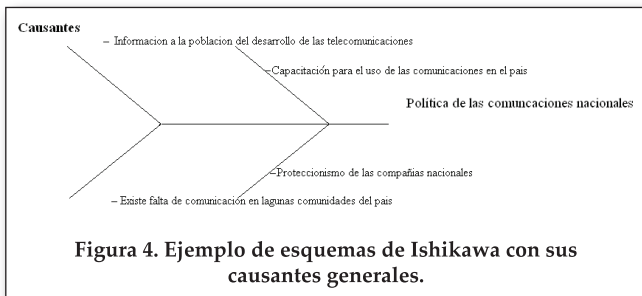 Causantes
– Informacion a la poblacion del desarrollo de las telecomunicaciones
–Capacitación para el uso de las comunicaciones en el pais
Política de las comuncaciones nacionales
–Proteccionismo de las compañias nacionales
– Existe falta de comunicación en lagunas comunidades del pais
Figura 4. Ejemplo de esquemas de Ishikawa con sus
causantes generales.